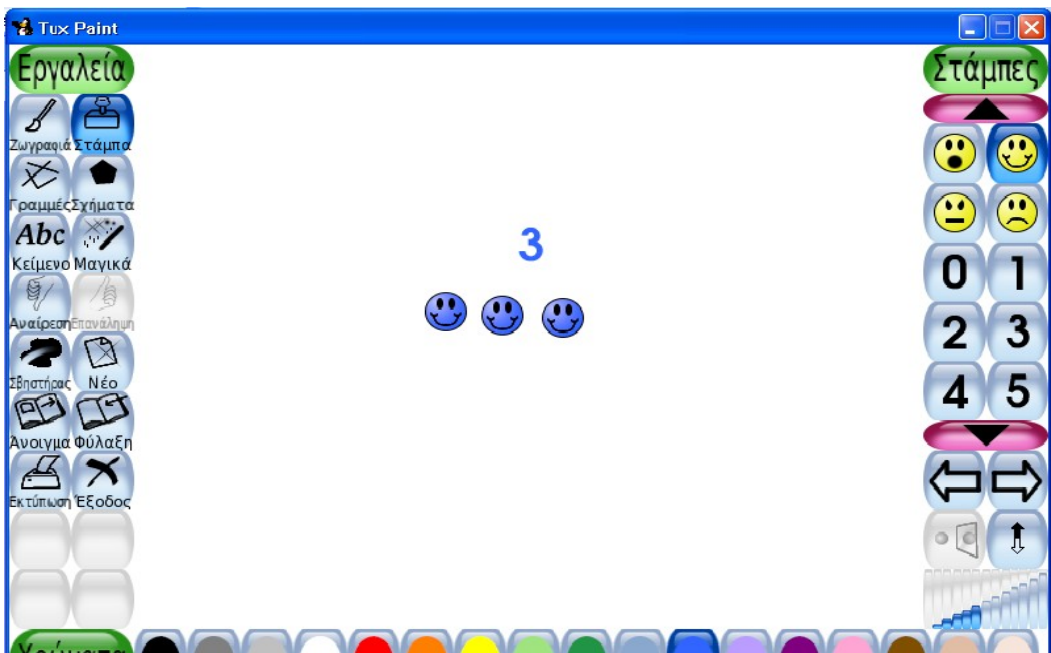 Tux Paint
Εργαλεία
Στάμπες
Ζωγραφιά Στάμπα
Γραμμές Σχήματα
Abc
Κείμενο Μαγικά
3
0 1
Αναίρεση Επανάληψη
2 3
Σβηστήρας Νέο
4 5
Άνοιγμα Φύλαξη
Εκτύπωση Έξοδος
Χρώματα